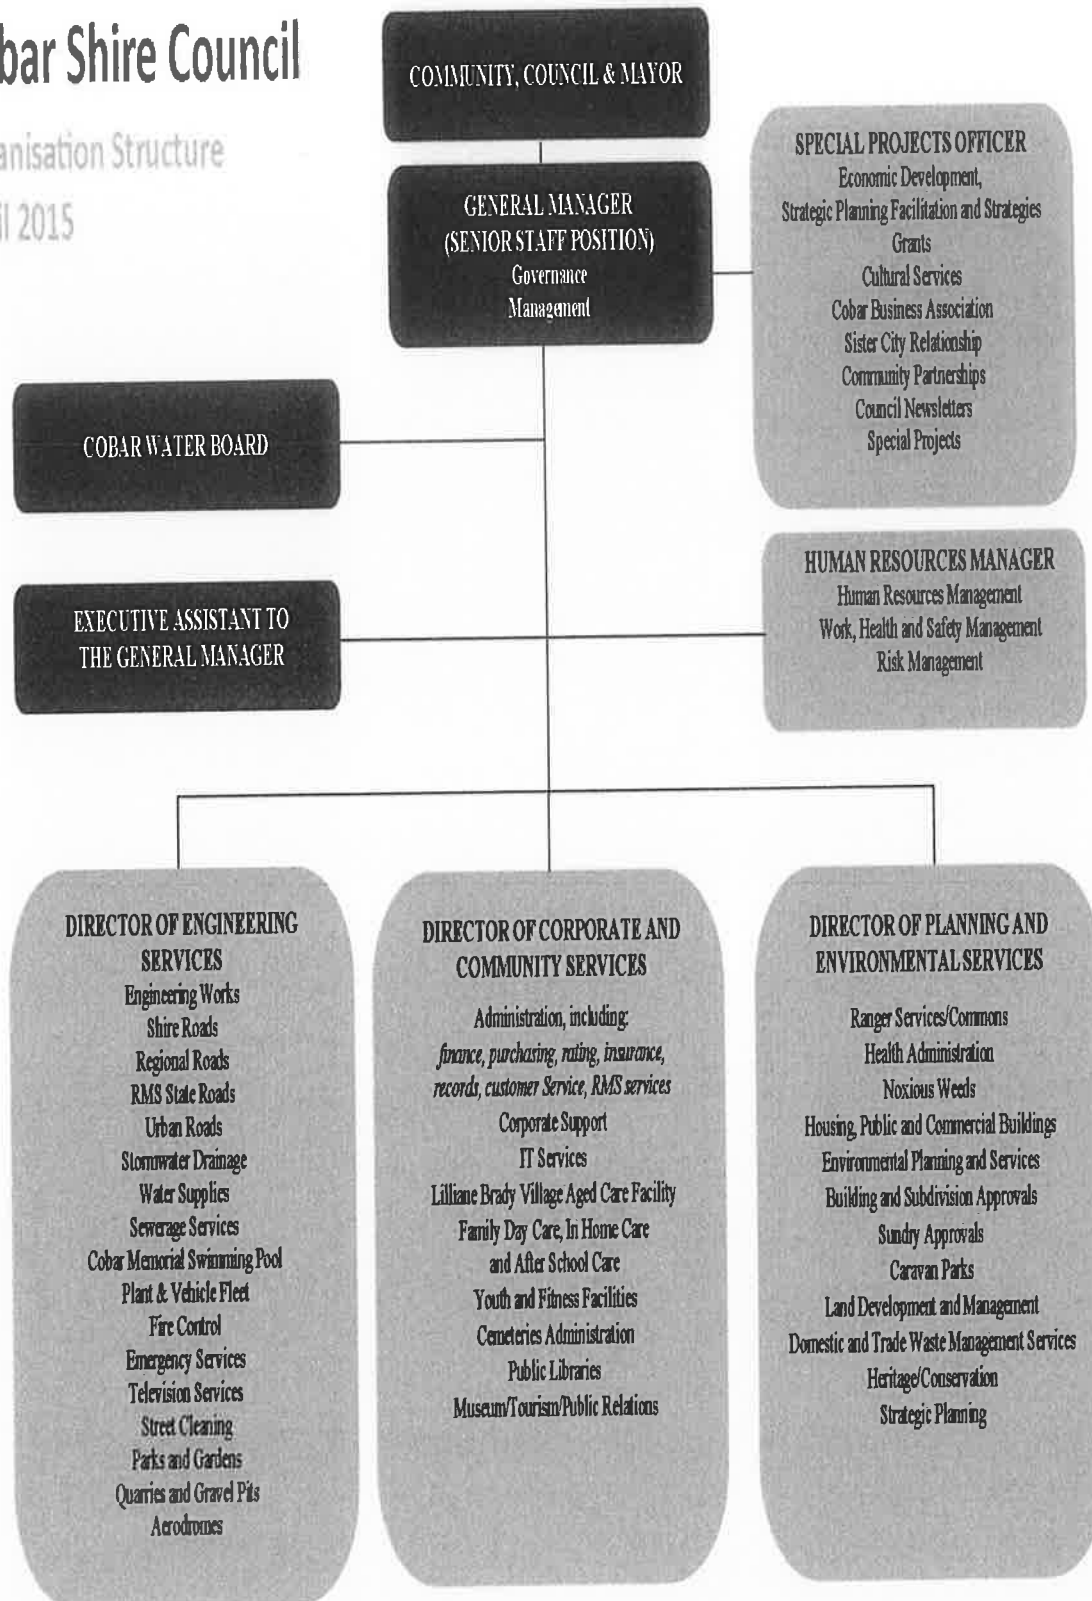 bar Shire Council
anisation Structure
il 2015
COMMUNITY, COUNCIL & MAYOR
GENERAL MANAGER
(SENIOR STAFF POSITION)
Governance
Management
SPECIAL PROJECTS OFFICER
Economic Development,
Strategic Planning Facilitation and Strategies
Grants
Cultural Services
Cobar Business Association
Sister City Relationship
Community Partnerships
Council Newsletters
Special Projects
COBAR WATER BOARD
HUMAN RESOURCES MANAGER
Human Resources Management
Work, Health and Safety Management
Risk Management
EXECUTIVE ASSISTANT TO
THE GENERAL MANAGER
DIRECTOR OF ENGINEERING
SERVICES
Engineering Works
Shire Roads
Regional Roads
RMS State Roads
Urban Roads
Stormwater Drainage
Water Supplies
Sewerage Services
Cobar Memorial Swimming Pool
Plant & Vehicle Fleet
Fire Control
Emergency Services
Television Services
Street Cleaning
Parks and Gardens
Quarries and Gravel Pits
Aerodromes
DIRECTOR OF CORPORATE AND
COMMUNITY SERVICES
Administration, including:
finance, purchasing, rating, insurance,
records, customer Service, RMS services
Corporate Support
IT Services
Lilliane Brady Village Aged Care Facility
Family Day Care, In Home Care
and After School Care
Youth and Fitness Facilities
Cemeteries Administration
Public Libraries
Museum/Tourism/Public Relations
DIRECTOR OF PLANNING AND
ENVIRONMENTAL SERVICES
Ranger Services/Commons
Health Administration
Noxious Weeds
Housing, Public and Commercial Buildings
Environmental Planning and Services
Building and Subdivision Approvals
Sundry Approvals
Caravan Parks
Land Development and Management
Domestic and Trade Waste Management Services
Heritage/Conservation
Strategic Planning